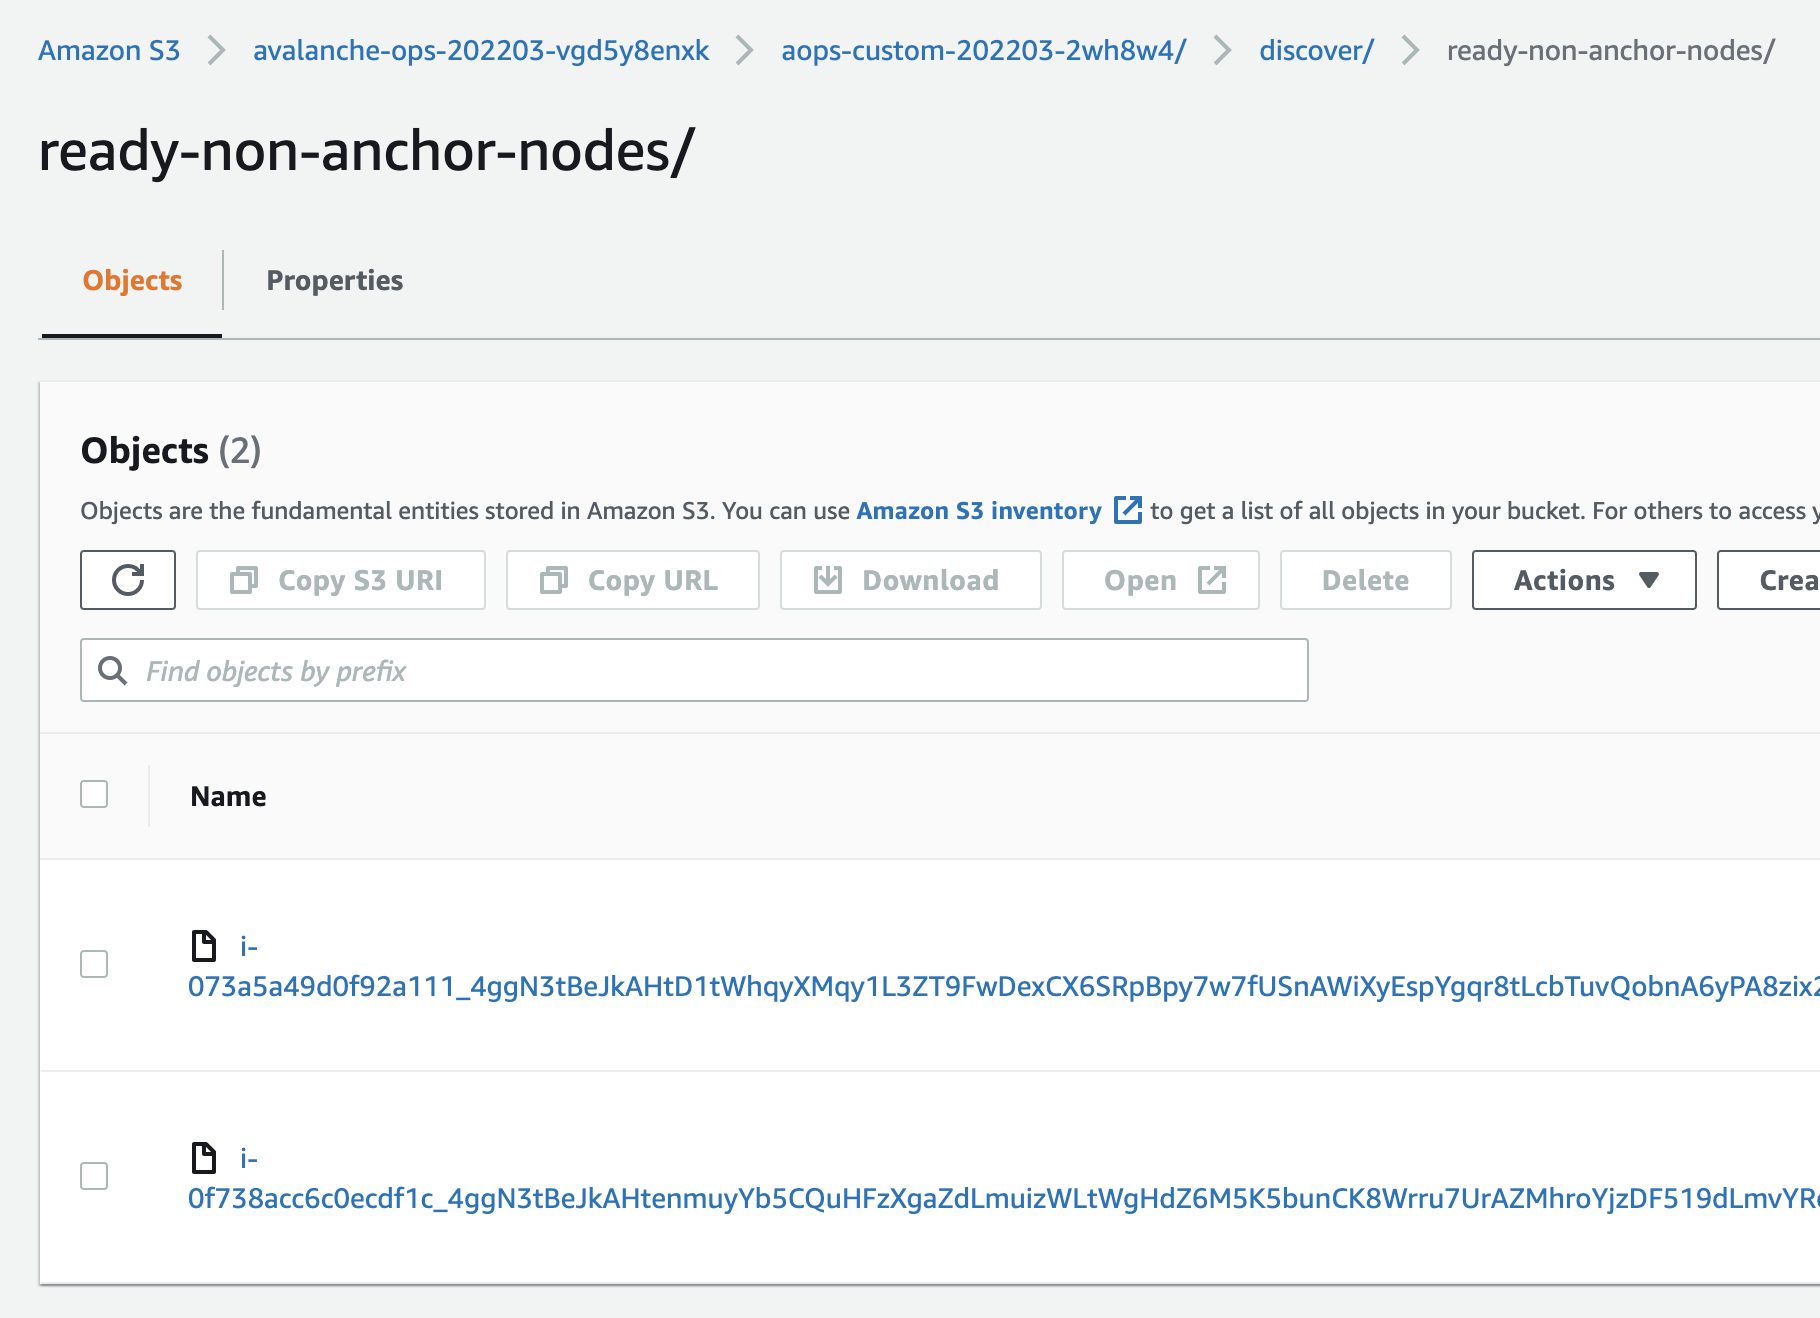 Amazon S3 > avalanche-ops-202203-vgd5y8enxk > aops-custom-202203-2wh8w4/ > discover/ > ready-non-anchor-nodes/
ready-non-anchor-nodes/
Objects Properties
Objects (2)
Objects are the fundamental entities stored in Amazon S3. You can use Amazon S3 inventory to get a list of all objects in your bucket. For others to access
Copy S3 URI Copy URL Download Open Delete Actions Crea
Find objects by prefix
Name
i-
073a5a49d0f92a111_4ggN3tBeJkAHtD1tWhqyXMqy1L3ZT9FwDexCX6SRpBpy7w7fUSnAWiXyEspYgqr8tLcbTuvQobnA6yPA8zix2
i-
0f738acc6c0ecdf1c_4ggN3tBeJkAHtenmuyYb5CQuHFzXgaZdLmuizWLtWgHdZ6M5K5bunCK8Wrru7UrAZMhroYjzDF519dLmvYR